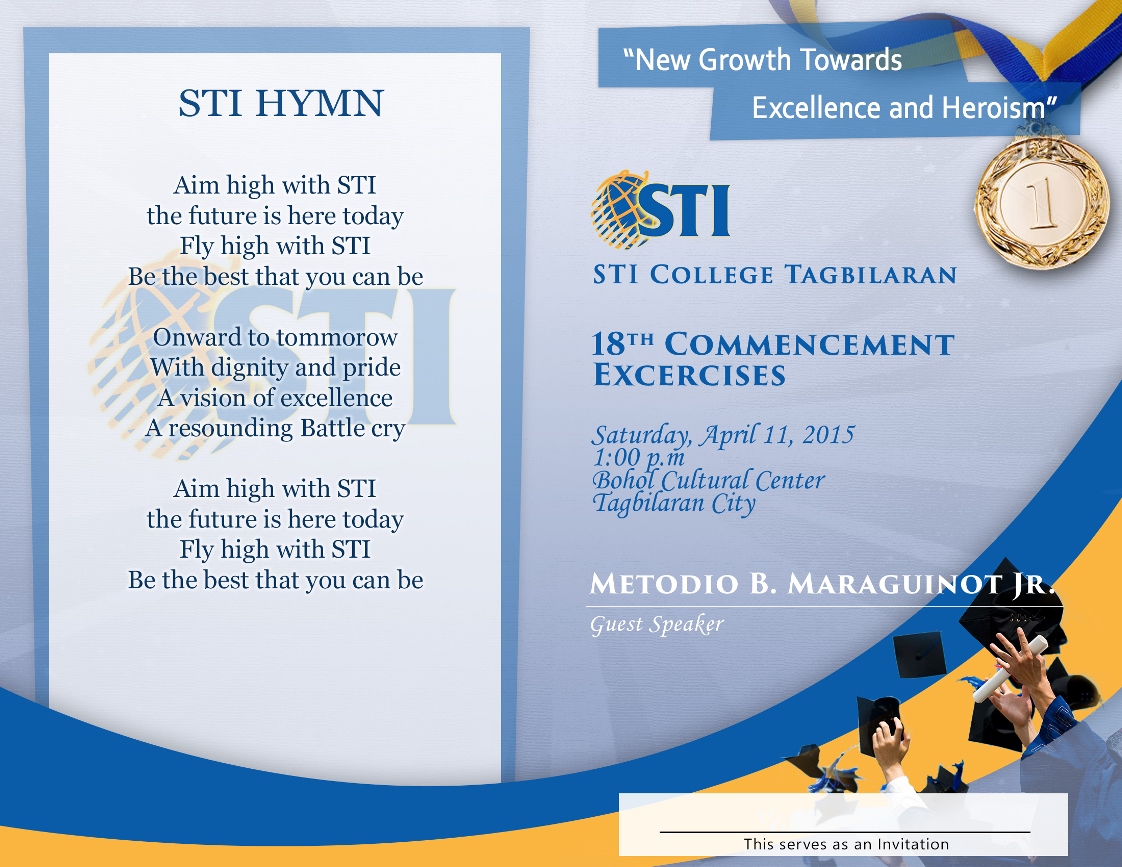 STI HYMN
Aim high with STI
the future is here today
Fly high with STI
Be the best that you can be
Onward to tommorow
With dignity and pride
A vision of excellence
A resounding Battle cry
Aim high with STI
the future is here today
Fly high with STI
Be the best that you can be
STI
“New Growth Towards
Excellence and Heroism”
1
STI
STI College Tagbilaran
18th Commencement
Excercises
Saturday, April 11, 2015
1:00 p.m
Bohol Cultural Center
Tagbilaran City
Metodio B. Maraguinot Jr.
Guest Speaker
This serves as an Invitation